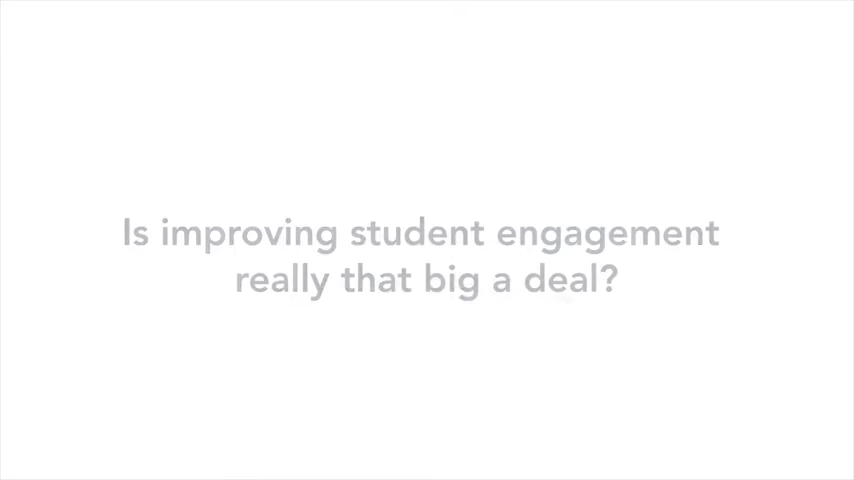 Is improving student engagement
really that big a deal?